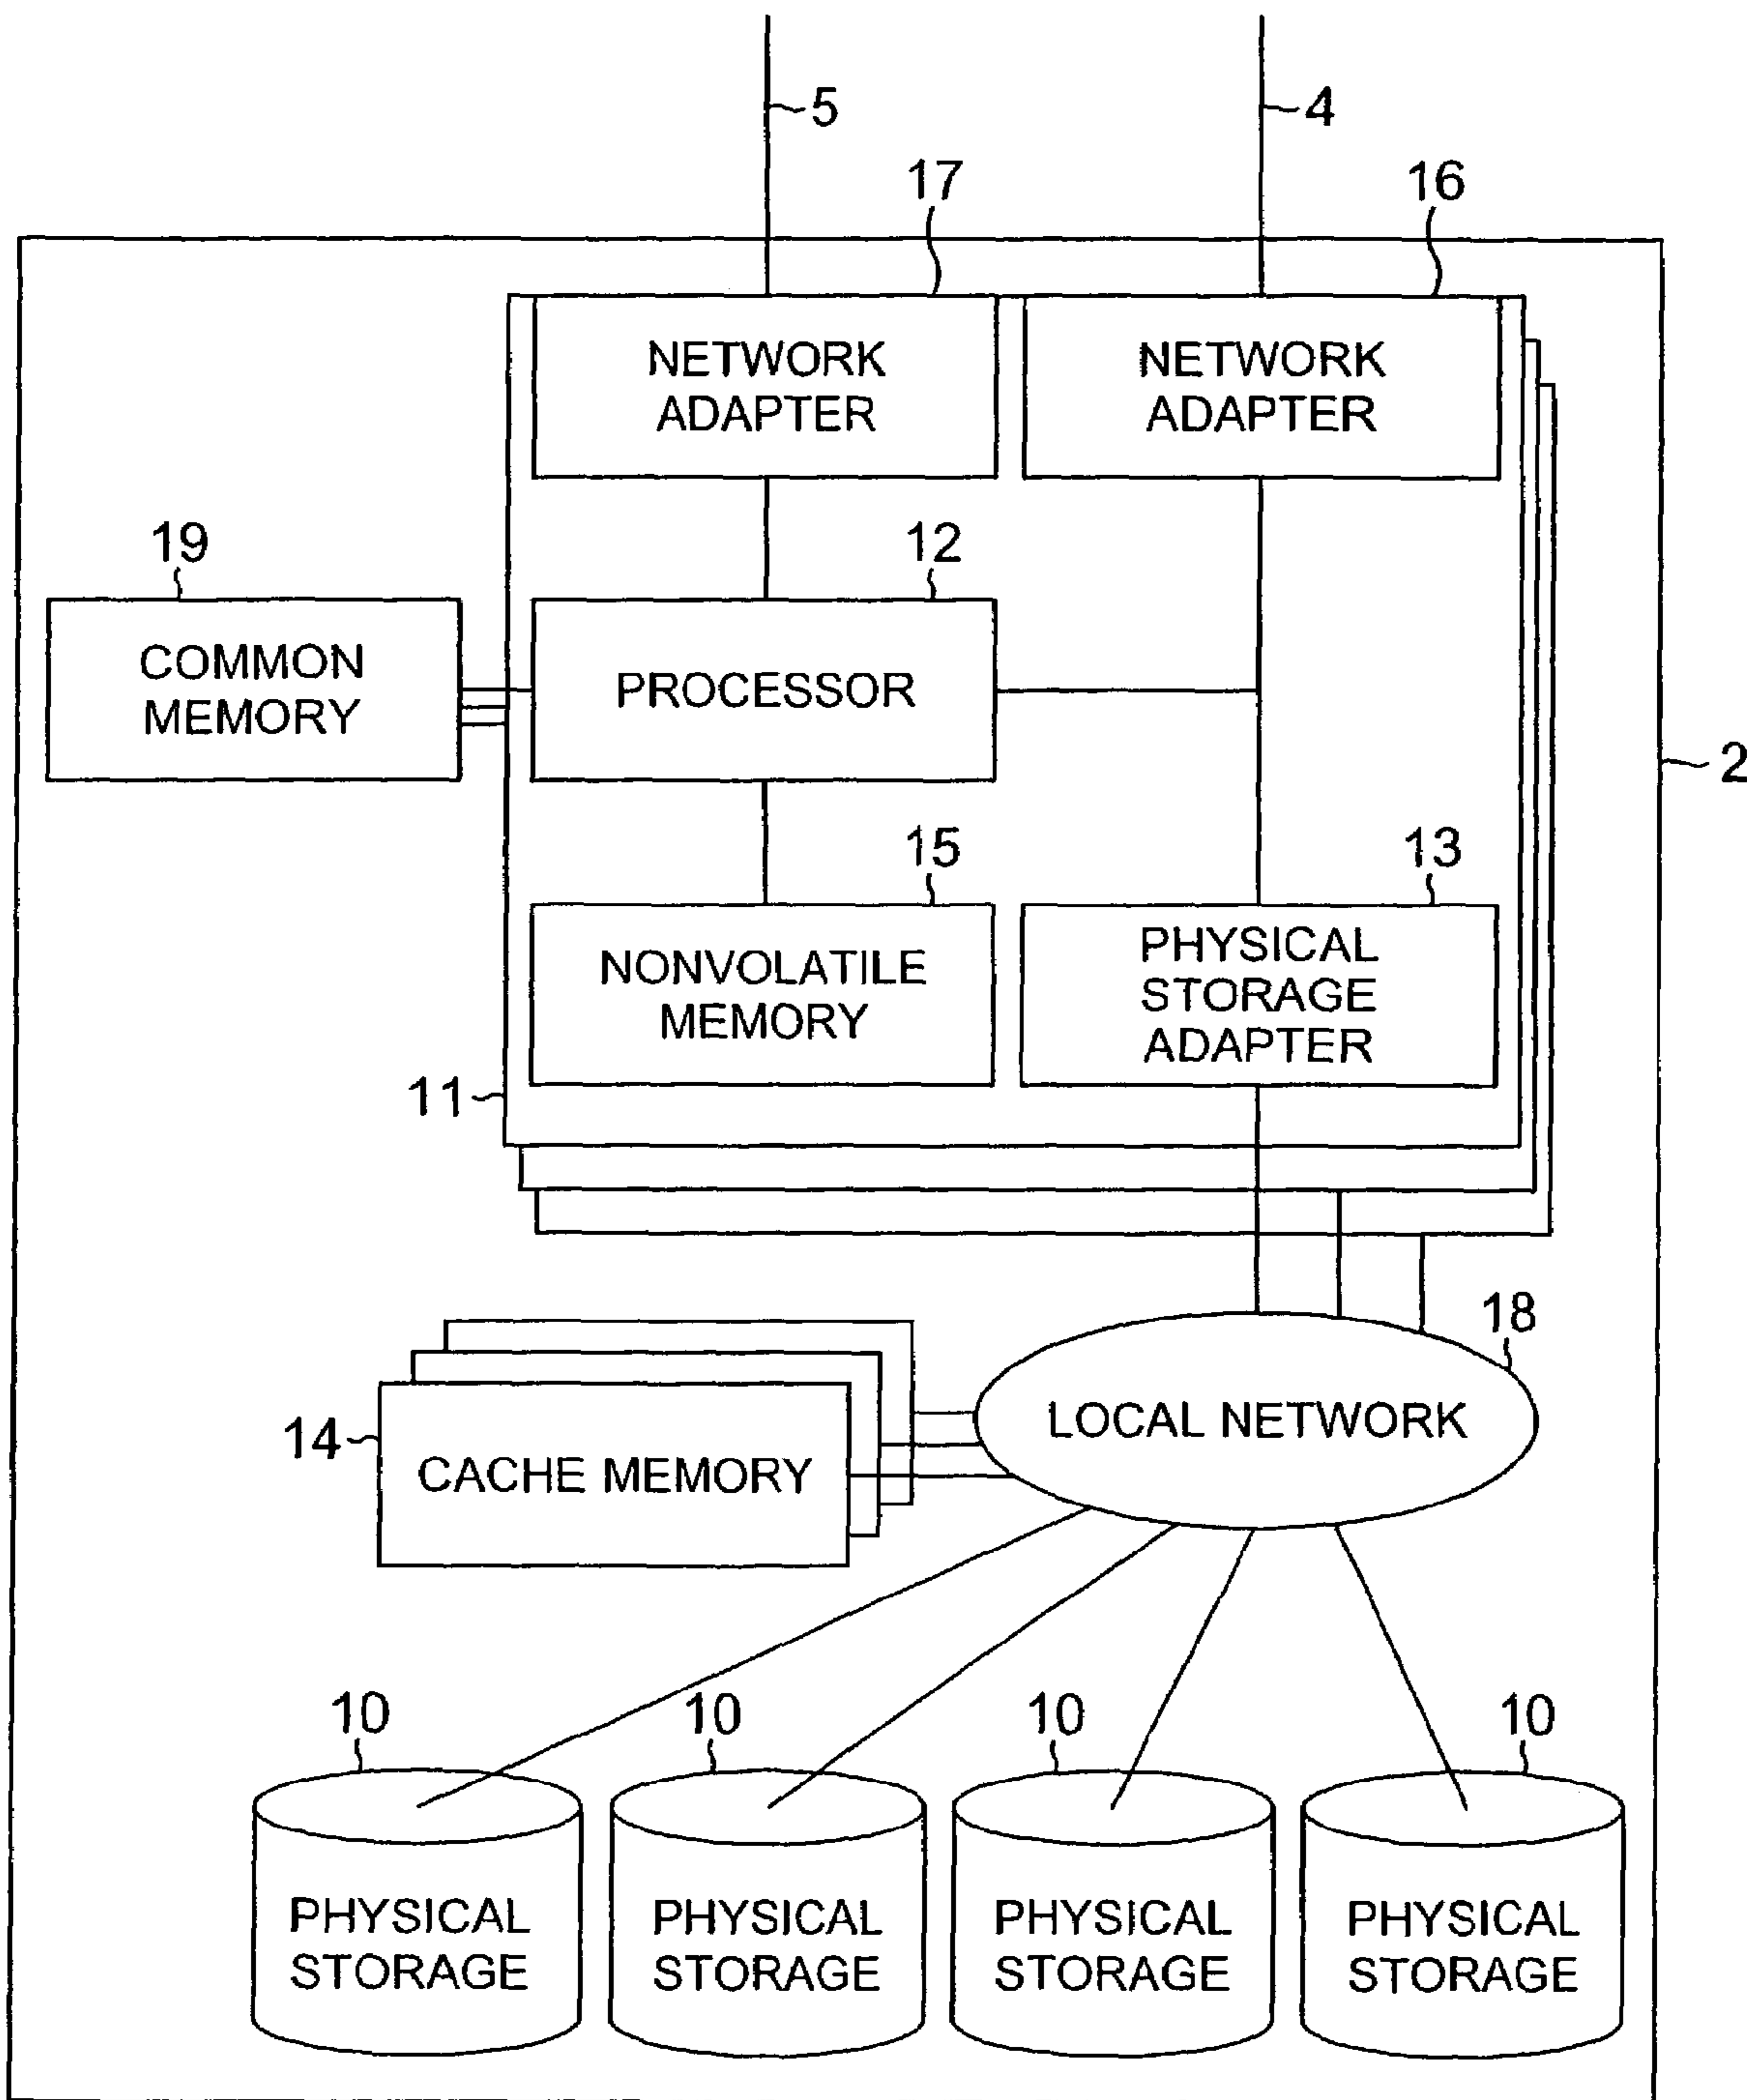 5
4
17
16
NETWORK
ADAPTER
NETWORK
ADAPTER
19
12
COMMON
MEMORY
PROCESSOR
2
15
13
NONVOLATILE
MEMORY
PHYSICAL
STORAGE
ADAPTER
11
18
LOCAL NETWORK
14
CACHE MEMORY
10
10
10
10
PHYSICAL
STORAGE
PHYSICAL
STORAGE
PHYSICAL
STORAGE
PHYSICAL
STORAGE